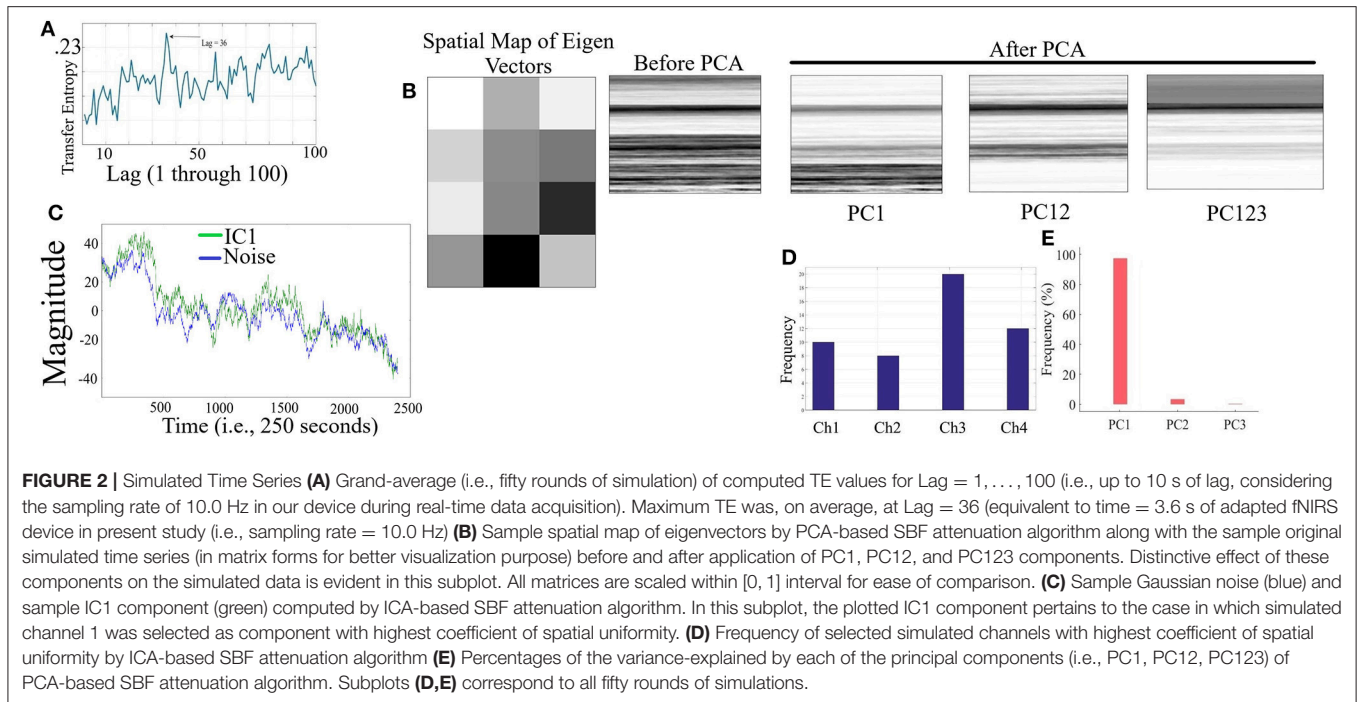 A
.23
Transfer Entropy
Lag = 36
10
50
100
Lag (1 through 100)
B
Spatial Map of Eigen
Vectors
Before PCA
After PCA
PC1
PC12
PC123
C
Magnitude
40
20
0
-20
-40
IC1
Noise
500
1000
1500
2000
2500
Time (i.e., 250 seconds)
D
Frequency
20
18
16
14
12
10
8
6
4
2
0
Ch1
Ch2
Ch3
Ch4
E
Frequency (%)
100
80
60
40
20
0
PC1
PC2
PC3
FIGURE 2 | Simulated Time Series (A) Grand-average (i.e., fifty rounds of simulation) of computed TE values for Lag = 1, . . . , 100 (i.e., up to 10 s of lag, considering
the sampling rate of 10.0 Hz in our device during real-time data acquisition). Maximum TE was, on average, at Lag = 36 (equivalent to time = 3.6 s of adapted fNIRS
device in present study (i.e., sampling rate = 10.0 Hz) (B) Sample spatial map of eigenvectors by PCA-based SBF attenuation algorithm along with the sample original
simulated time series (in matrix forms for better visualization purpose) before and after application of PC1, PC12, and PC123 components. Distinctive effect of these
components on the simulated data is evident in this subplot. All matrices are scaled within [0, 1] interval for ease of comparison. (C) Sample Gaussian noise (blue) and
sample IC1 component (green) computed by ICA-based SBF attenuation algorithm. In this subplot, the plotted IC1 component pertains to the case in which simulated
channel 1 was selected as component with highest coefficient of spatial uniformity. (D) Frequency of selected simulated channels with highest coefficient of spatial
uniformity by ICA-based SBF attenuation algorithm (E) Percentages of the variance-explained by each of the principal components (i.e., PC1, PC12, PC123) of
PCA-based SBF attenuation algorithm. Subplots (D,E) correspond to all fifty rounds of simulations.